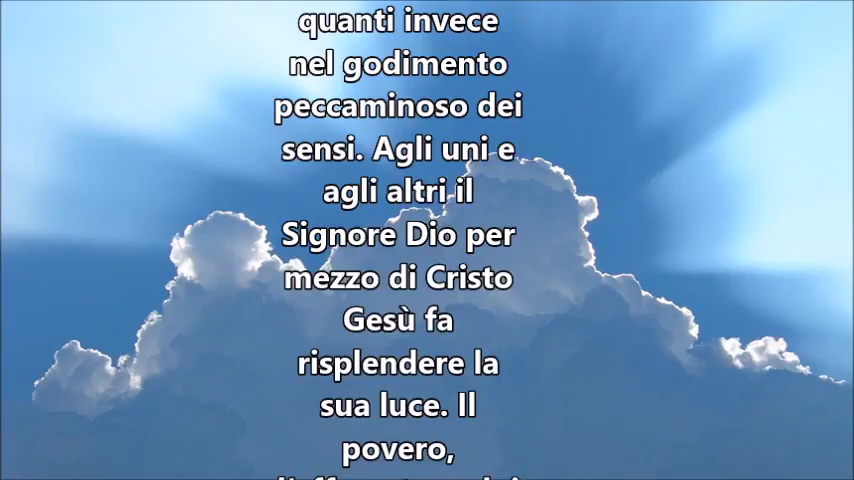 quanti invece
nel godimento
peccaminoso dei
sensi. Agli uni e
agli altri il
Signore Dio per
mezzo di Cristo
Gesù fa
risplendere la
sua luce. Il
povero,